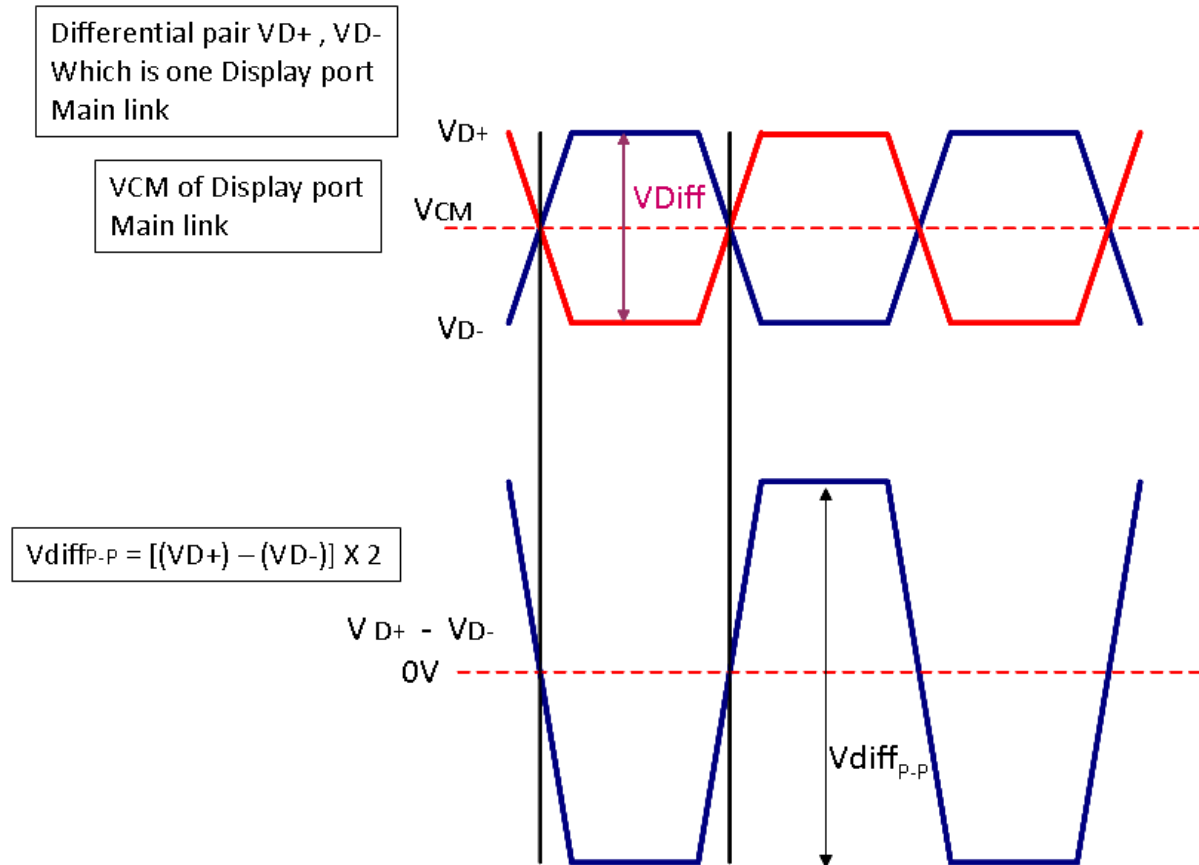 Differential pair VD+ , VD-
Which is one Display port
Main link
VCM of Display port
Main link
VD+
VDiff
VCM
VD-
VdiffP-P = [(VD+) – (VD-)] X 2
V D+ - VD-
0V
VdiffP-P